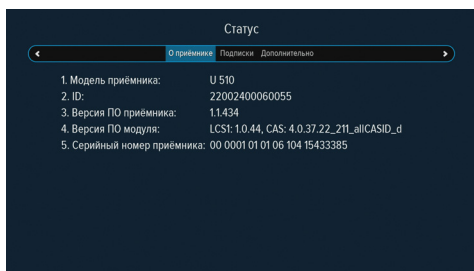 Статус
О приёмнике Подписки Дополнительно
1. Модель приёмника: U 510
2. ID: 22002400060055
3. Версия ПО приёмника: 1.1.434
4. Версия ПО модуля: LCS1: 1.0.44, CAS: 4.0.37.22_211_allCASID_d
5. Серийный номер приёмника: 00 0001 01 01 06 104 15433385